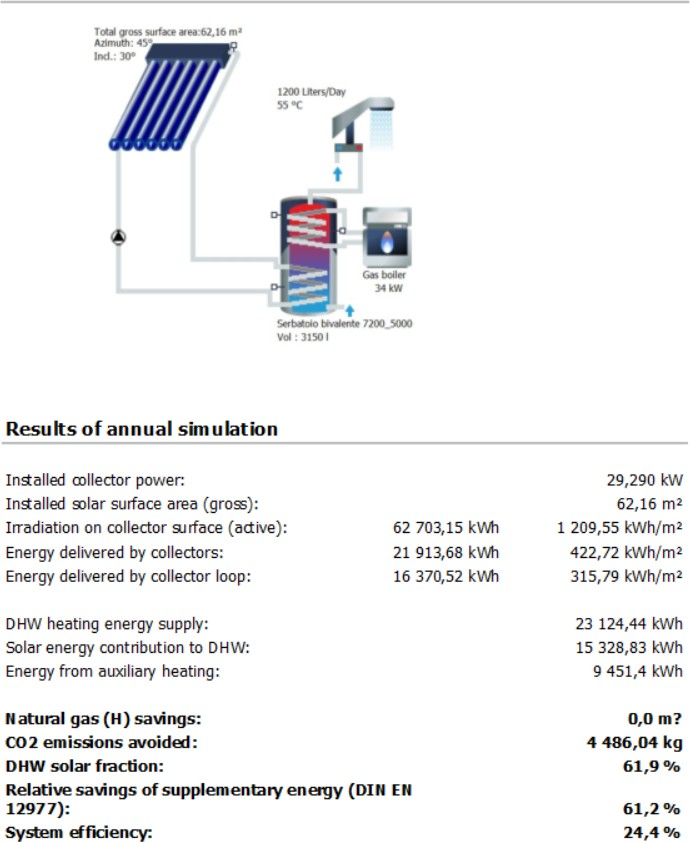 Total gross surface area:62,16 m²
Azimuth: 45°
Incl.: 30°
1200 Liters/Day
55 °C
Gas boiler
34 kW
Serbatoio bivalente 7200_5000
Vol : 3150 l
Results of annual simulation
Installed collector power: 29,290 kW
Installed solar surface area (gross): 62,16 m²
Irradiation on collector surface (active): 62 703,15 kWh 1 209,55 kWh/m²
Energy delivered by collectors: 21 913,68 kWh 422,72 kWh/m²
Energy delivered by collector loop: 16 370,52 kWh 315,79 kWh/m²
DHW heating energy supply: 23 124,44 kWh
Solar energy contribution to DHW: 15 328,83 kWh
Energy from auxiliary heating: 9 451,4 kWh
Natural gas (H) savings: 0,0 m?
CO2 emissions avoided: 4 486,04 kg
DHW solar fraction: 61,9 %
Relative savings of supplementary energy (DIN EN
12977): 61,2 %
System efficiency: 24,4 %